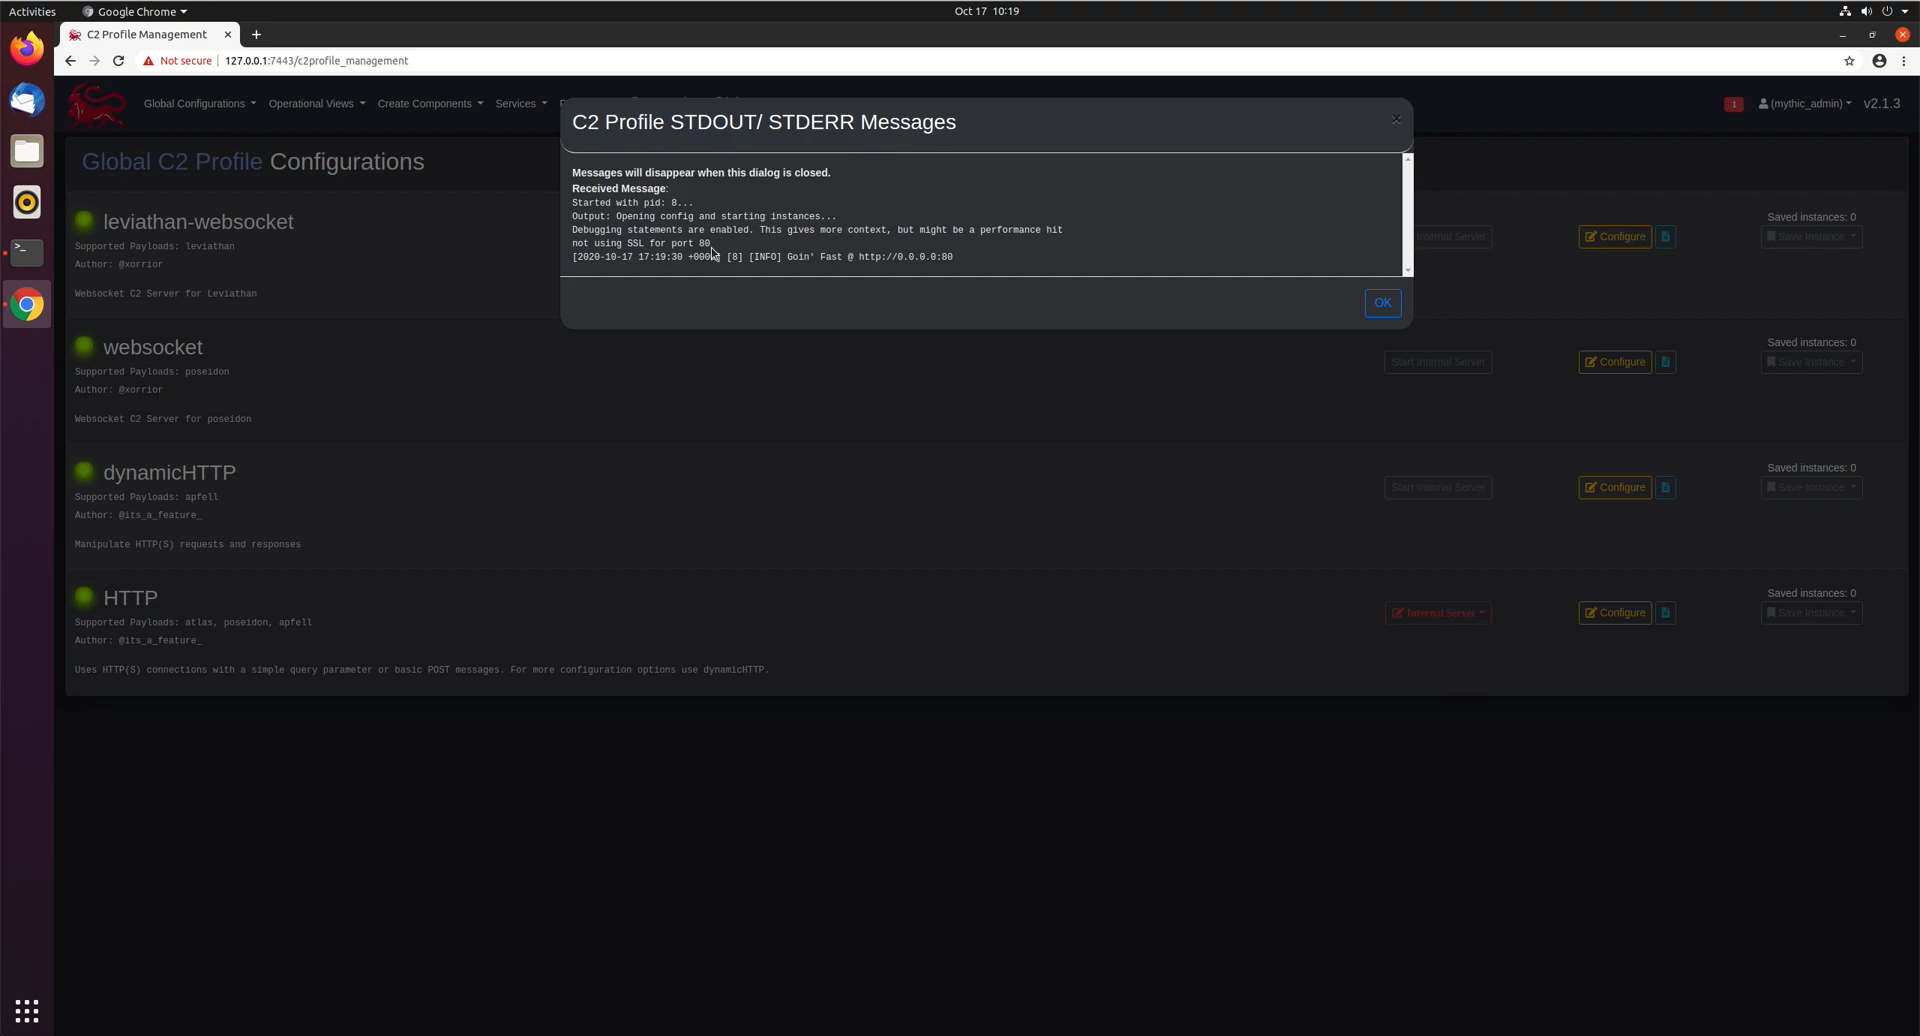 Activities
Google Chrome
Oct 17 10:19
C2 Profile Management
Not secure
127.0.0.1:7443/c2profile_management
Global Configurations
Operational Views
Create Components
Services
1
(mythic_admin)
v2.1.3
C2 Profile STDOUT/ STDERR Messages
×
Messages will disappear when this dialog is closed.
Received Message:
Started with pid: 8...
Output: Opening config and starting instances...
Debugging statements are enabled. This gives more context, but might be a performance hit
not using SSL for port 80
[2020-10-17 17:19:30 [8] [INFO] Goin' Fast @ http://0.0.0.0:80
OK
Global C2 Profile Configurations
leviathan-websocket
Supported Payloads: leviathan
Author: @xorrior
Websocket C2 Server for Leviathan
Internal Server
Configure
Saved instances: 0
Save Instance
websocket
Supported Payloads: poseidon
Author: @xorrior
Websocket C2 Server for poseidon
Start Internal Server
Configure
Saved instances: 0
Save Instance
dynamicHTTP
Supported Payloads: apfell
Author: @its_a_feature_
Manipulate HTTP(S) requests and responses
Start Internal Server
Configure
Saved instances: 0
Save Instance
HTTP
Supported Payloads: atlas, poseidon, apfell
Author: @its_a_feature_
Uses HTTP(S) connections with a simple query parameter or basic POST messages. For more configuration options use dynamicHTTP.
Internal Server
Configure
Saved instances: 0
Save Instance